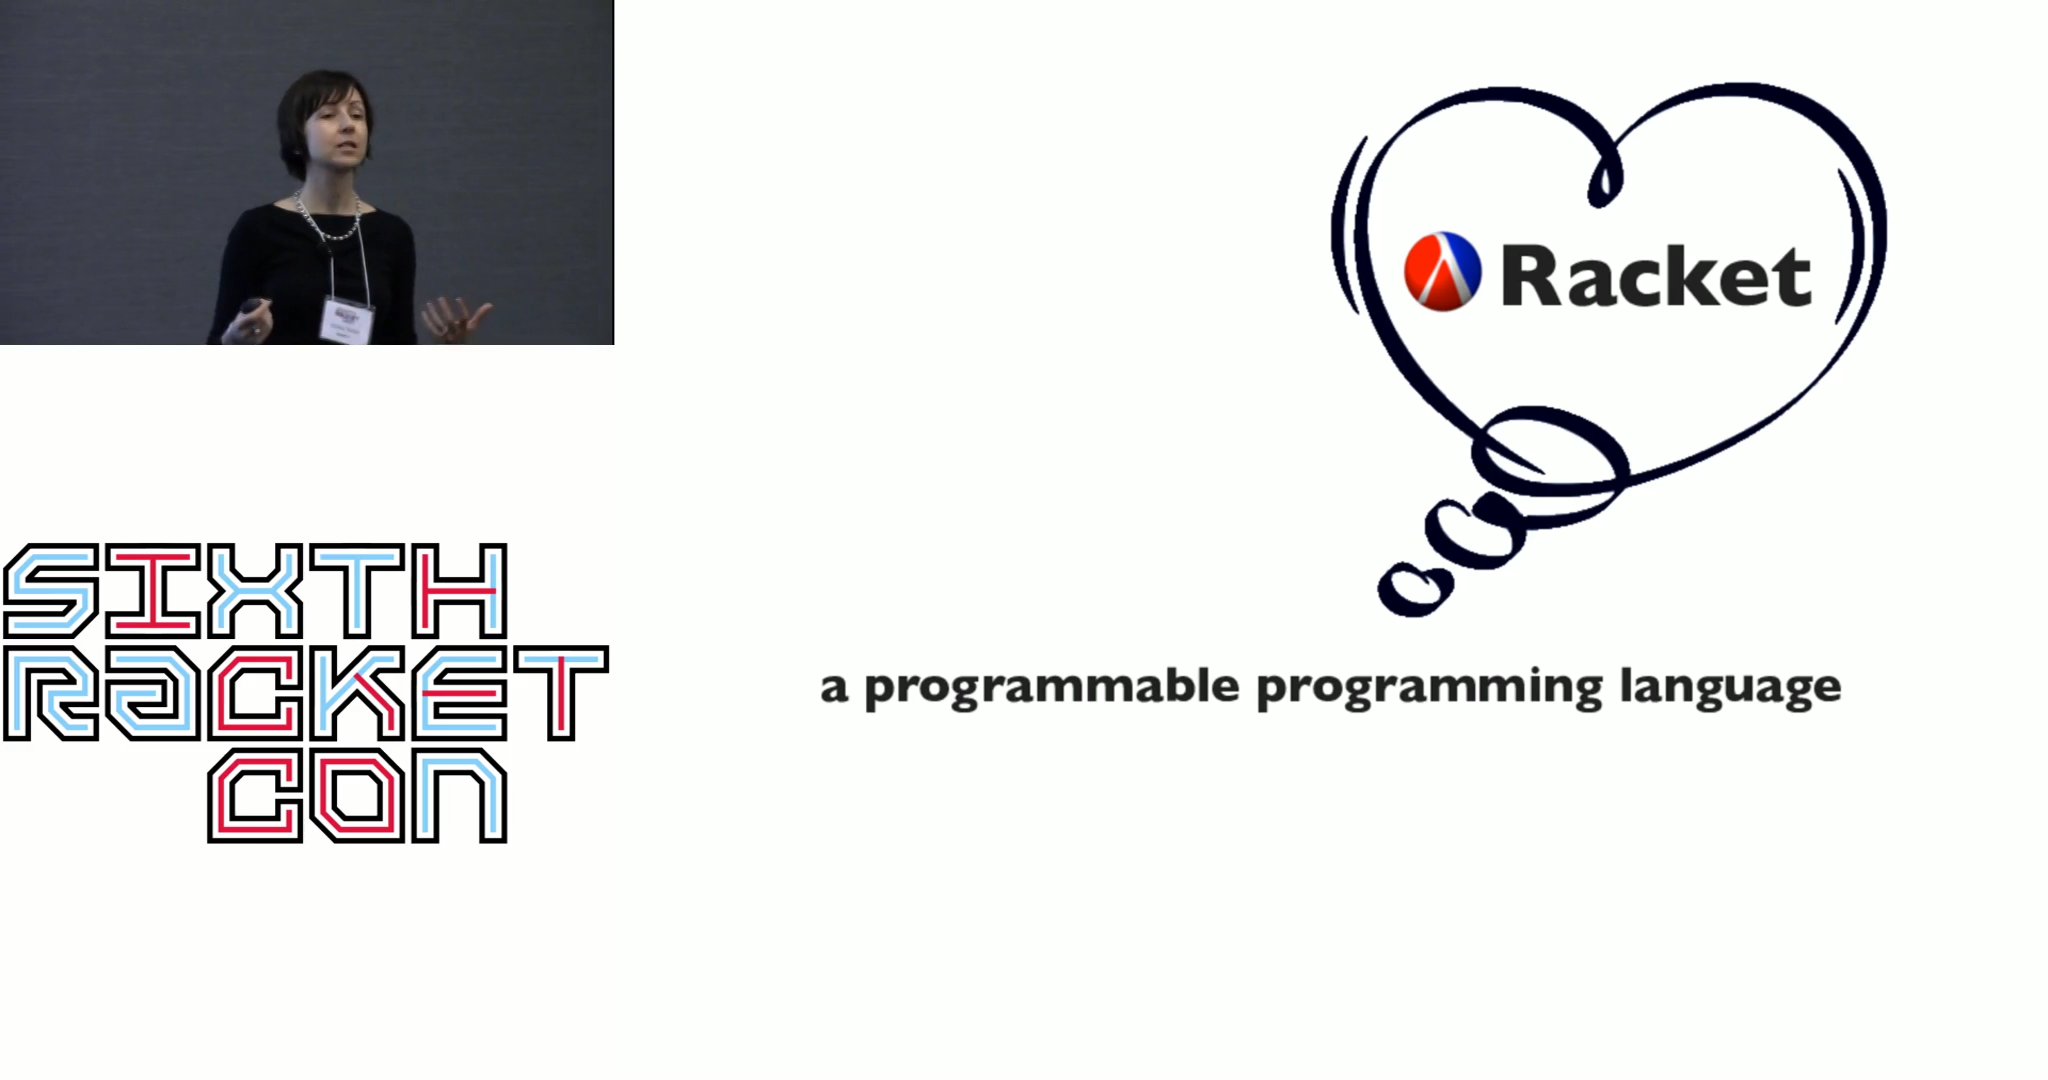 Racket
a programmable programming language
SIXTH
RACKET
CON